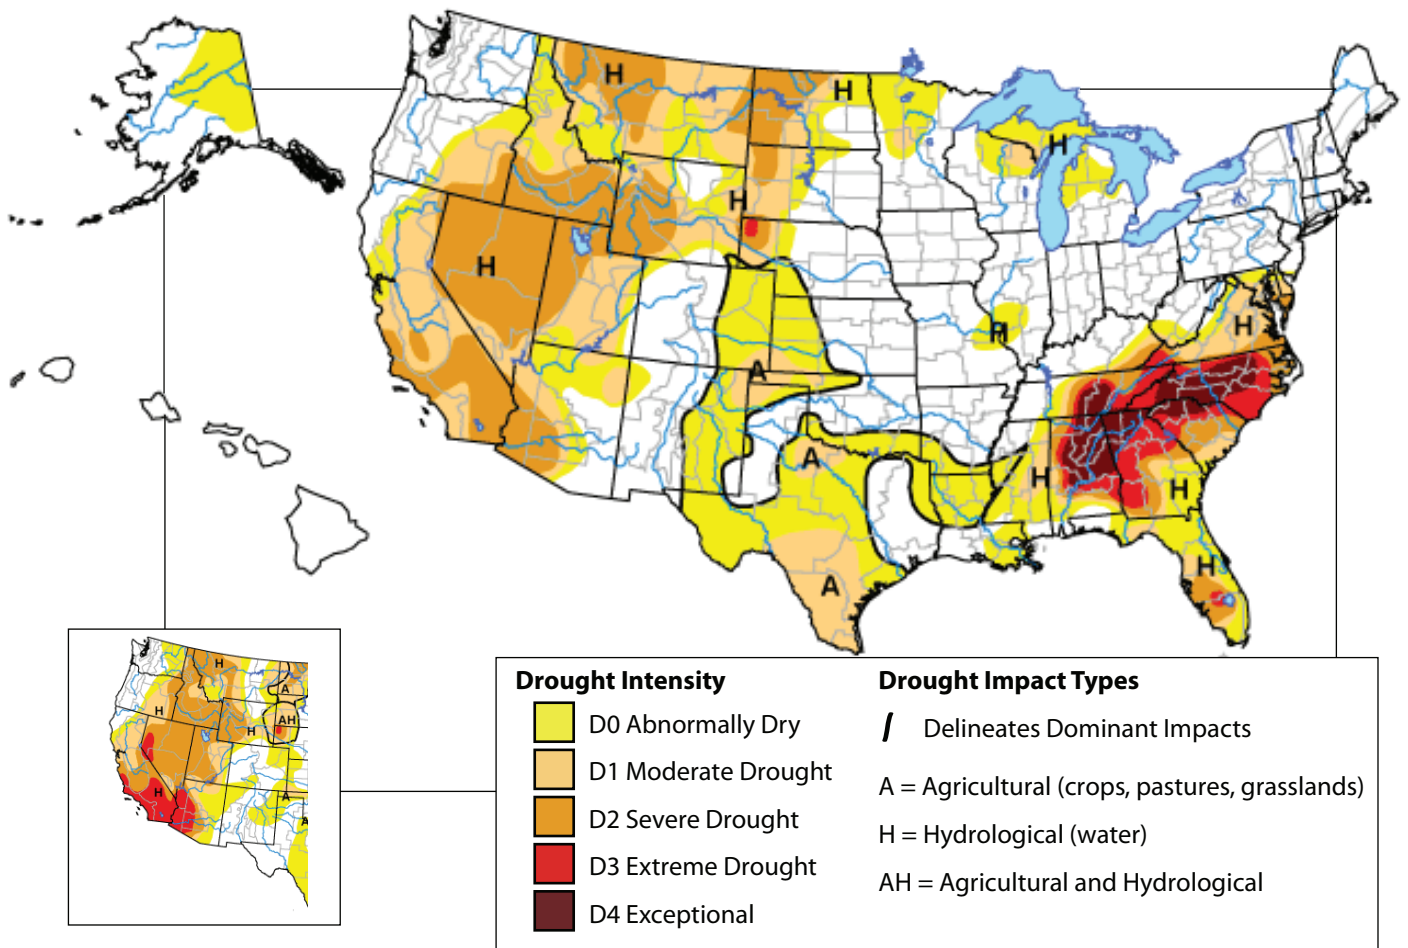 H
H
H
H
H
H
H
H
A
A
H
H
A
H
H
H
A
H
AH
H
H
A
A
Drought Intensity
D0 Abnormally Dry
D1 Moderate Drought
D2 Severe Drought
D3 Extreme Drought
D4 Exceptional
Drought Impact Types
Delineates Dominant Impacts
A = Agricultural (crops, pastures, grasslands)
H = Hydrological (water)
AH = Agricultural and Hydrological